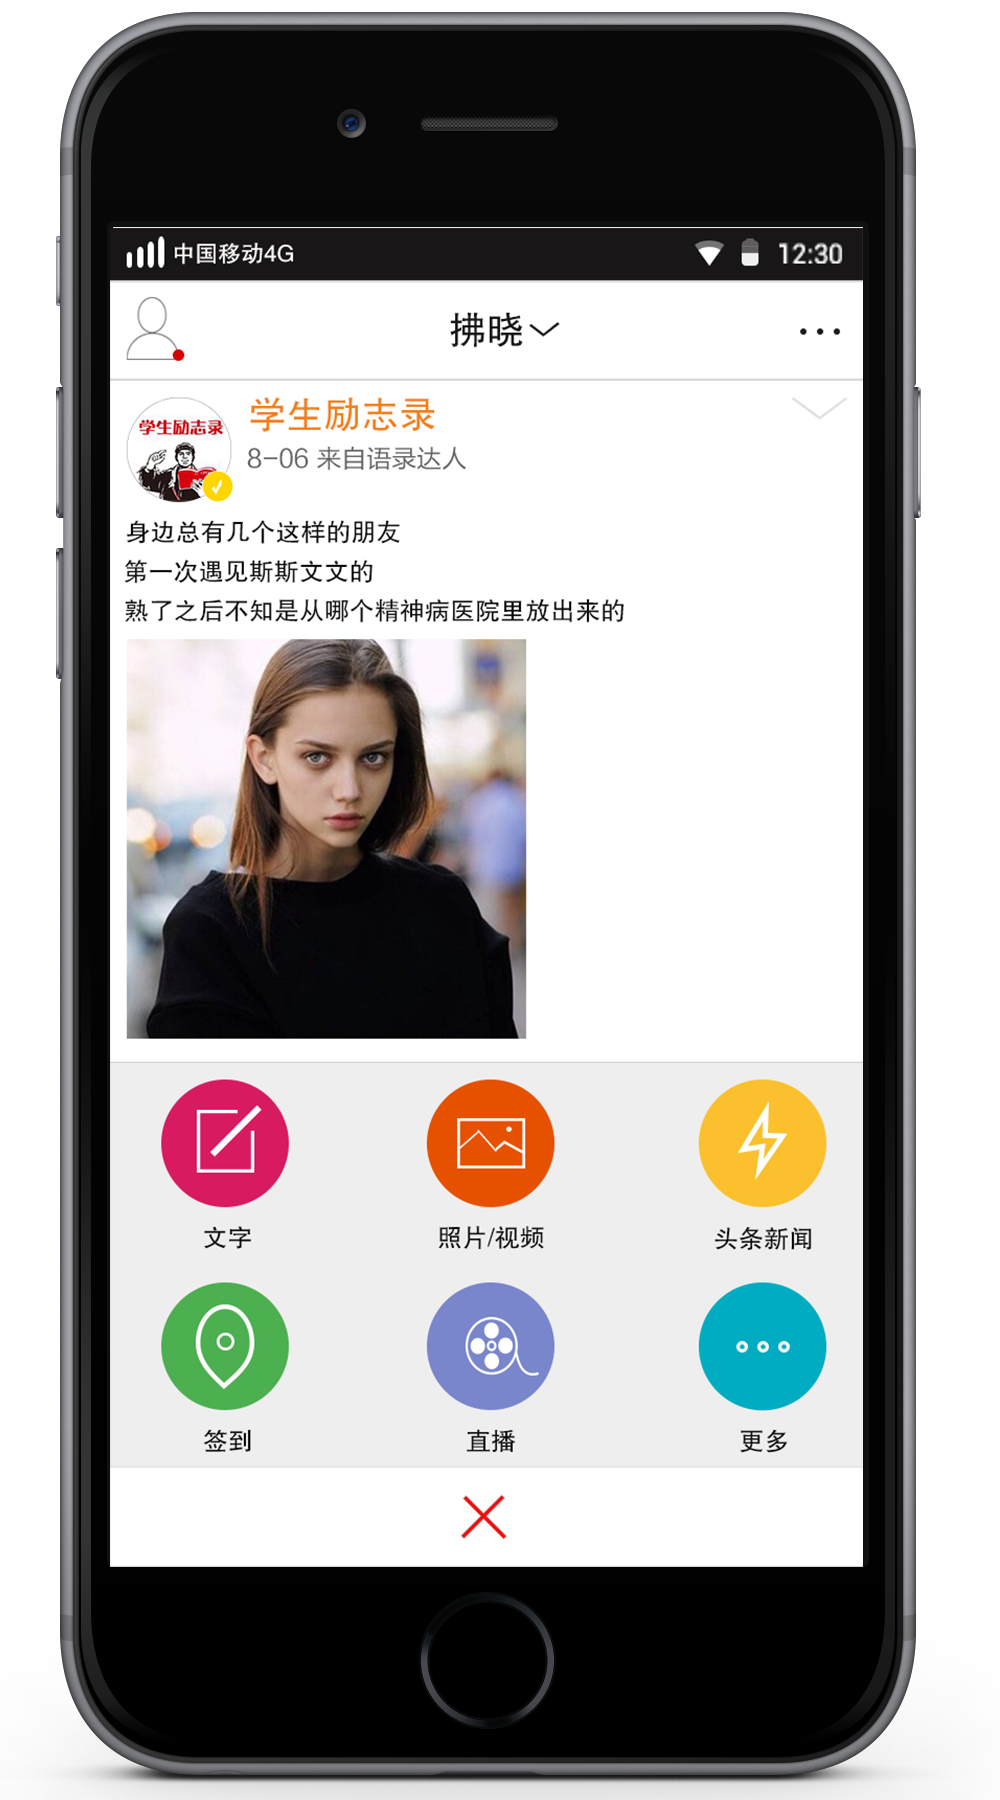 中国移动4G
12:30
拂晓
学生励志录
学生励志录
8-06 来自语录达人
身边总有几个这样的朋友
第一次遇见斯斯文文的
熟了之后不知是从哪个精神病医院里放出来的
文字
照片/视频
头条新闻
签到
直播
更多